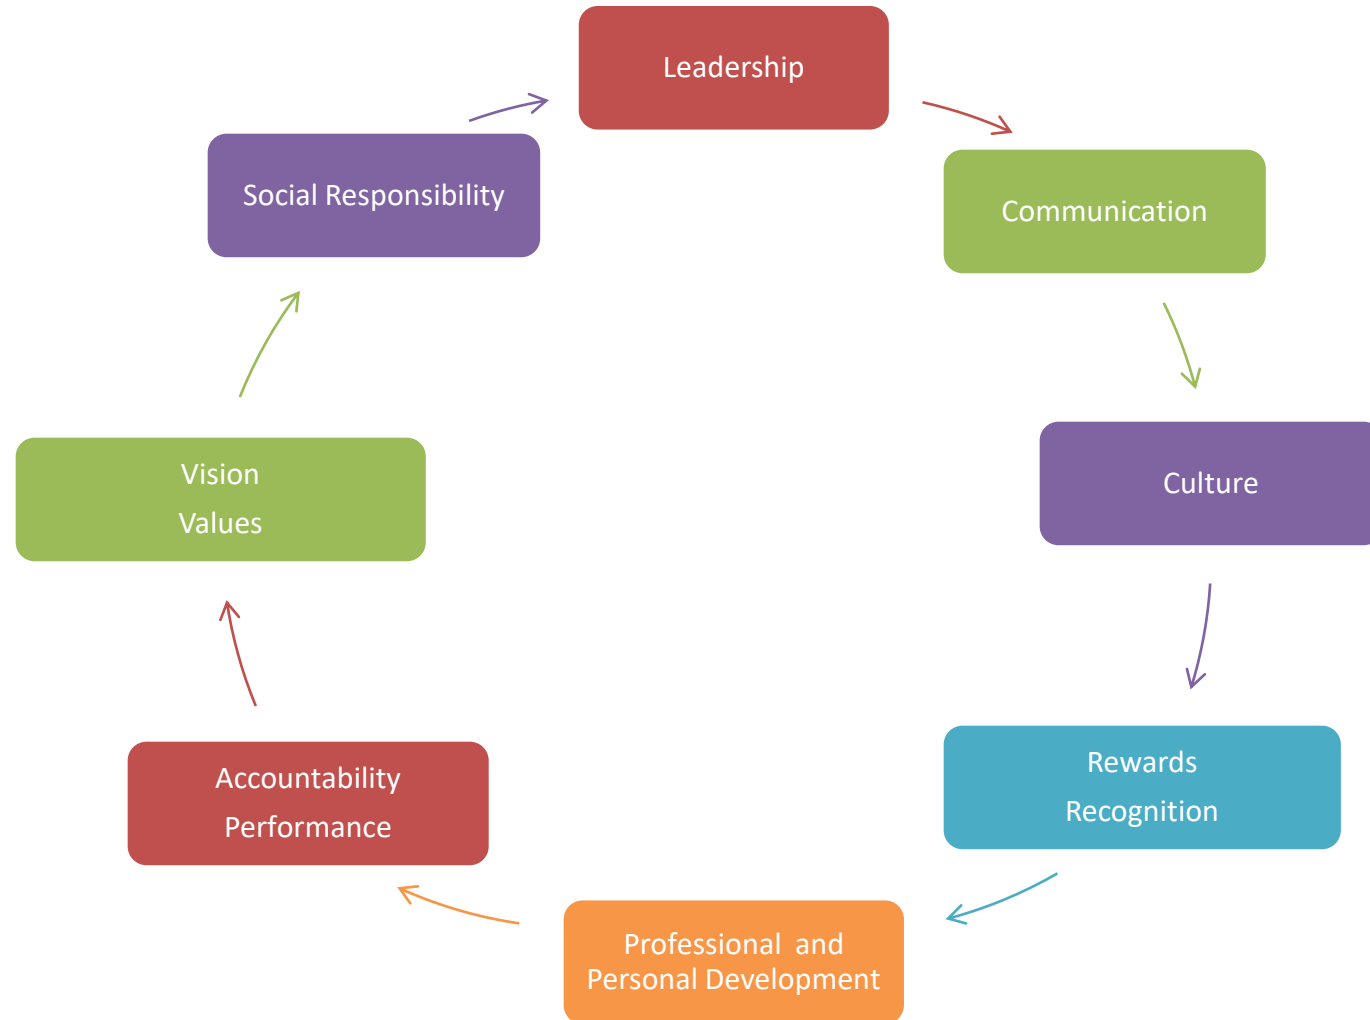 Leadership
Communication
Culture
Rewards
Recognition
Professional and
Personal Development
Accountability
Performance
Vision
Values
Social Responsibility